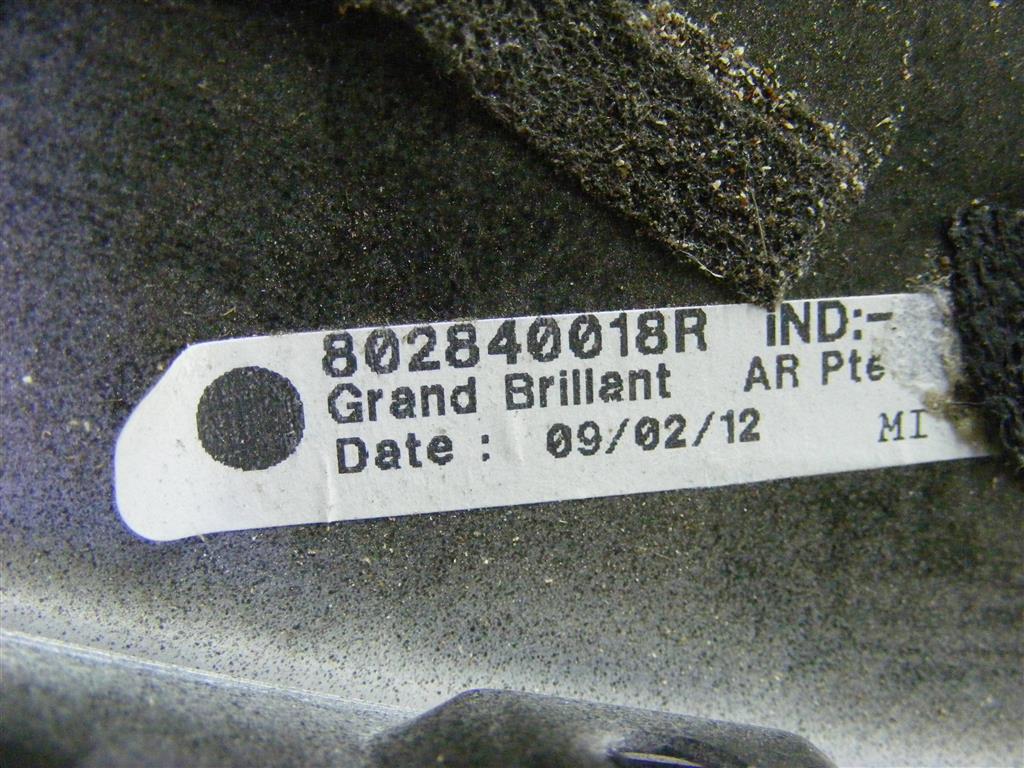 802840018R IND:-
Grand Brillant AR Pte
Date : 09/02/12 MI